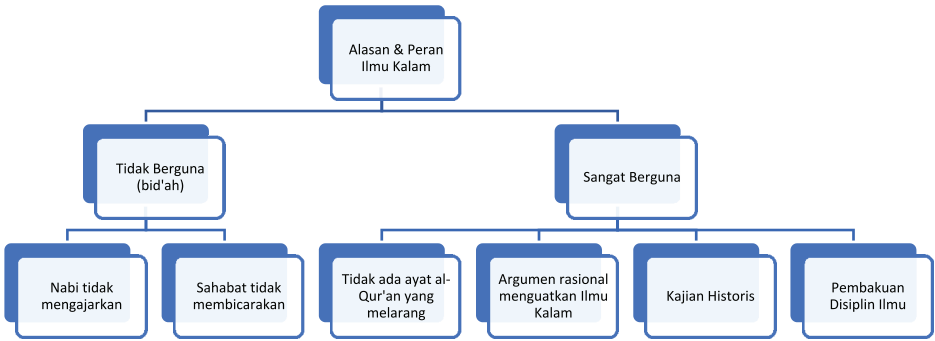 Alasan & Peran
Ilmu Kalam
Tidak Berguna
(bid'ah)
Sangat Berguna
Nabi tidak
mengajarkan
Sahabat tidak
membicarakan
Tidak ada ayat al-
Qur'an yang
melarang
Argumen rasional
menguatkan Ilmu
Kalam
Kajian Historis
Pembakuan
Disiplin Ilmu